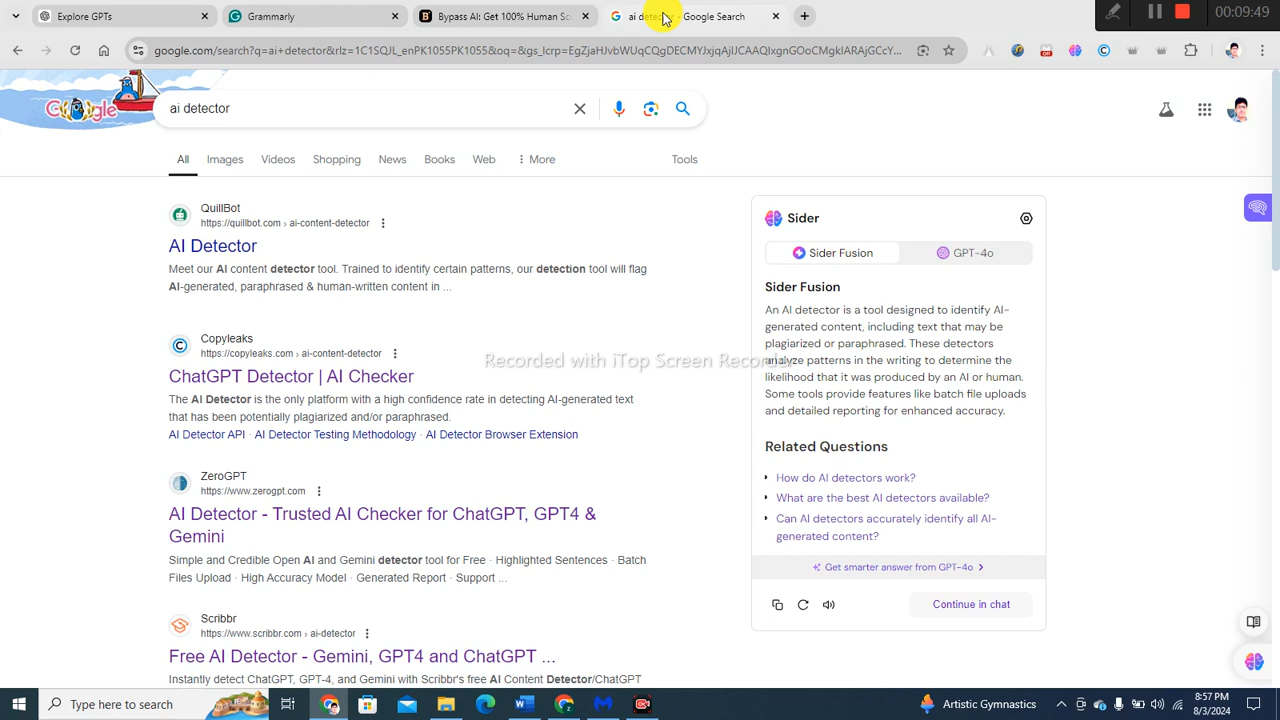 Explore GPTs
Grammarly
Bypass AI: Get 100% Human Sc
ai detector - Google Search
00:09:49
google.com/search?q=ai+detector&rlz=1C1SQJL_enPK1055PK1055&oq=&gs_lcrp=EgZjaHJvbWUqCQgDECMYJxjqAjICAAQIxgnGOoCMgkIARAjGCcY...
Google
ai detector
All
Images
Videos
Shopping
News
Books
Web
More
Tools
QuillBot
https://quillbot.com › ai-content-detector
AI Detector
Meet our AI content detector tool. Trained to identify certain patterns, our detection tool will flag
AI-generated, paraphrased & human-written content in ...
Copyleaks
https://copyleaks.com › ai-content-detector
ChatGPT Detector | AI Checker
The AI Detector is the only platform with a high confidence rate in detecting AI-generated text
that has been potentially plagiarized and/or paraphrased.
AI Detector API · AI Detector Testing Methodology · AI Detector Browser Extension
ZeroGPT
https://www.zerogpt.com
AI Detector - Trusted AI Checker for ChatGPT, GPT4 &
Gemini
Simple and Credible Open AI and Gemini detector tool for Free · Highlighted Sentences · Batch
Files Upload · High Accuracy Model · Generated Report · Support ...
Scribbr
https://www.scribbr.com › ai-detector
Free AI Detector - Gemini, GPT4 and ChatGPT ...
Instantly detect ChatGPT, GPT-4, and Gemini with Scribbr's free AI Content Detector/ChatGPT
Sider
Sider Fusion
GPT-4o
Sider Fusion
An AI detector is a tool designed to identify AI-
generated content, including text that may be
plagiarized or paraphrased. These detectors
analyze patterns in the writing to determine the
likelihood that it was produced by an AI or human.
Some tools provide features like batch file uploads
and detailed reporting for enhanced accuracy.
Related Questions
How do AI detectors work?
What are the best AI detectors available?
Can AI detectors accurately identify all AI-
generated content?
Get smarter answer from GPT-4o
Continue in chat
Recorded with iTop Screen Recorder
Type here to search
Artistic Gymnastics
8:57 PM
8/3/2024